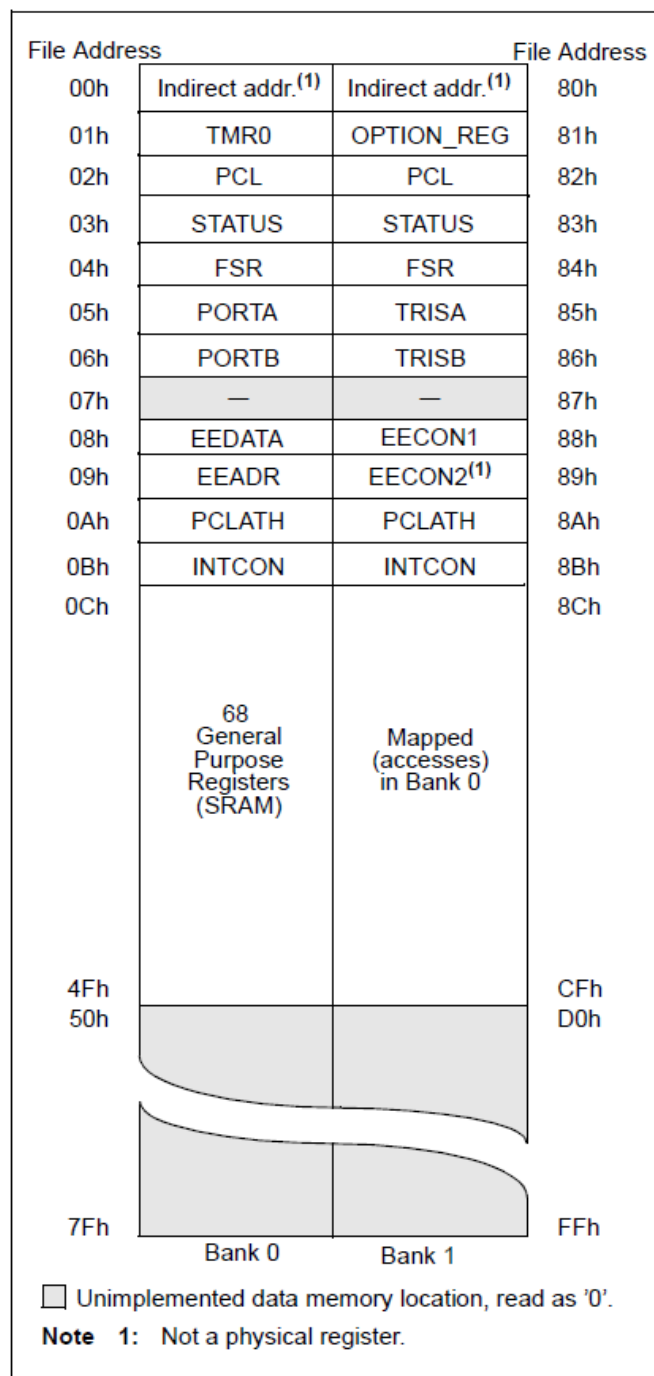 File Address File Address
00h Indirect addr.(1) Indirect addr.(1) 80h
01h TMR0 OPTION_REG 81h
02h PCL PCL 82h
03h STATUS STATUS 83h
04h FSR FSR 84h
05h PORTA TRISA 85h
06h PORTB TRISB 86h
07h — — 87h
08h EEDATA EECON1 88h
09h EEADR EECON2(1) 89h
0Ah PCLATH PCLATH 8Ah
0Bh INTCON INTCON 8Bh
0Ch 8Ch
68
General
Purpose
Registers
(SRAM)
Mapped
(accesses)
in Bank 0
4Fh CFh
50h D0h
7Fh FFh
Bank 0 Bank 1
Unimplemented data memory location, read as '0'.
Note 1: Not a physical register.